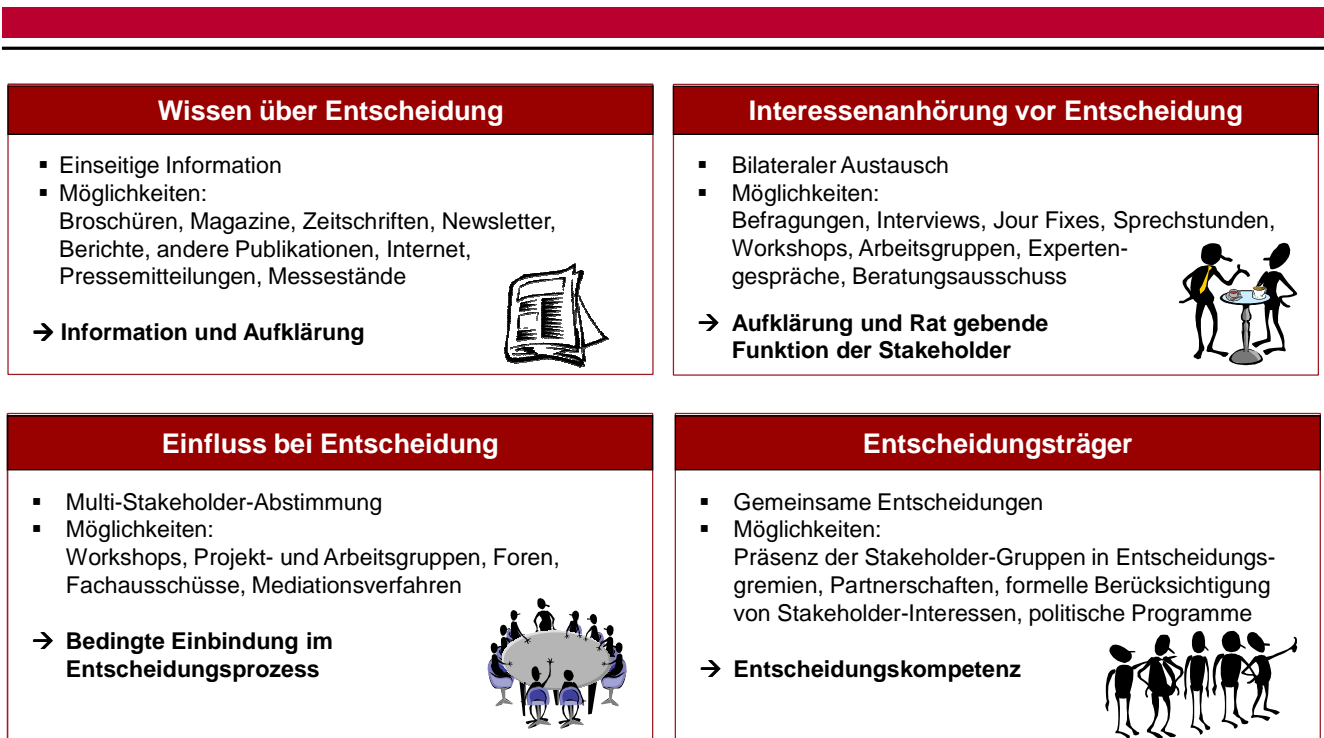 Wissen über Entscheidung
▪ Einseitige Information
▪ Möglichkeiten:
Broschüren, Magazine, Zeitschriften, Newsletter,
Berichte, andere Publikationen, Internet,
Pressemitteilungen, Messestände
→ Information und Aufklärung
Interessenanhörung vor Entscheidung
▪ Bilateraler Austausch
▪ Möglichkeiten:
Befragungen, Interviews, Jour Fixes, Sprechstunden,
Workshops, Arbeitsgruppen, Experten-
gespräche, Beratungsausschuss
→ Aufklärung und Rat gebende
Funktion der Stakeholder
Einfluss bei Entscheidung
▪ Multi-Stakeholder-Abstimmung
▪ Möglichkeiten:
Workshops, Projekt- und Arbeitsgruppen, Foren,
Fachausschüsse, Mediationsverfahren
→ Bedingte Einbindung im
Entscheidungsprozess
Entscheidungsträger
▪ Gemeinsame Entscheidungen
▪ Möglichkeiten:
Präsenz der Stakeholder-Gruppen in Entscheidungs-
gremien, Partnerschaften, formelle Berücksichtigung
von Stakeholder-Interessen, politische Programme
→ Entscheidungskompetenz